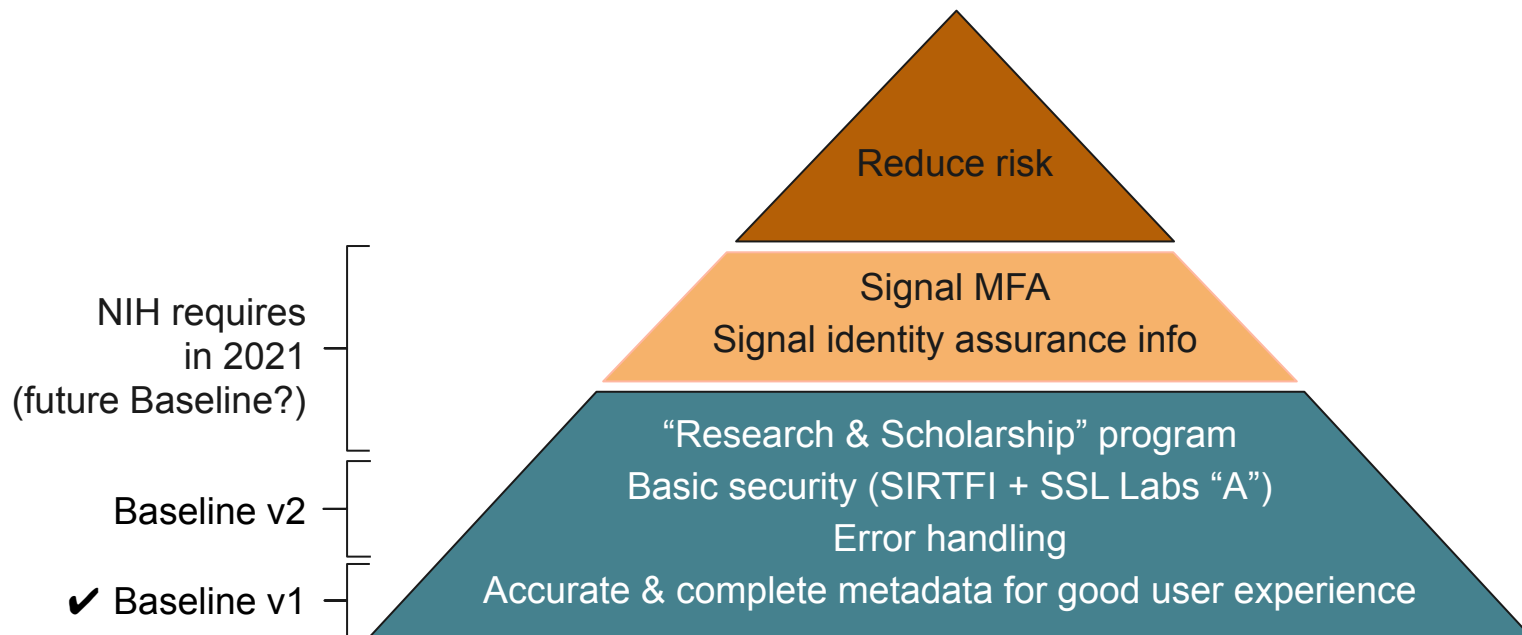 Reduce risk
NIH requires
in 2021
(future Baseline?)
Signal MFA
Signal identity assurance info
“Research & Scholarship” program
Baseline v2
Basic security (SIRTFI + SSL Labs “A”)
Error handling
✔ Baseline v1
Accurate & complete metadata for good user experience